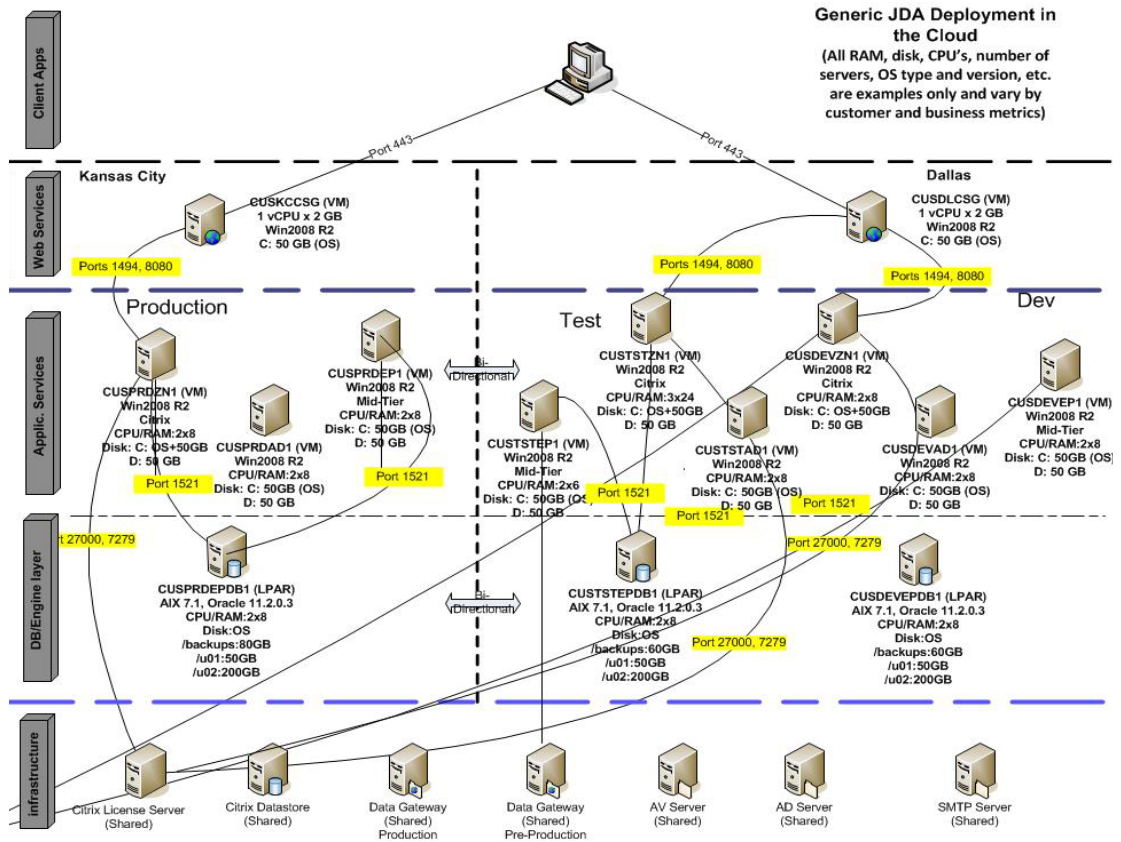 Generic JDA Deployment in
the Cloud
(All RAM, disk, CPU's, number of
servers, OS type and version, etc.
are examples only and vary by
customer and business metrics)
Client Apps
Port 443
Port 443
Web Services
Kansas City
Dallas
CUSKCCSG (VM)
1 vCPU x 2 GB
Win2008 R2
C: 50 GB (OS)
CUSDLCSG (VM)
1 vCPU x 2 GB
Win2008 R2
C: 50 GB (OS)
Ports 1494, 8080
Ports 1494, 8080
Ports 1494, 8080
Applic. Services
Production
Test
Dev
CUSPRDZN1 (VM)
Win2008 R2
Citrix
CPU/RAM:2x8
Disk: C: OS+50GB
D: 50 GB
CUSPRDAD1 (VM)
Win2008 R2
CPU/RAM:2x8
Disk: C: 50GB (OS)
D: 50 GB
CUSPRDEP1 (VM)
Win2008 R2
Mid-Tier
CPU/RAM:2x8
Disk: C: 50GB (OS)
D: 50 GB
Bi-
Directional
CUSTSTEP1 (VM)
Win2008 R2
Mid-Tier
CPU/RAM:2x6
Disk: C: 50GB (OS
D: 50 GB
CUSTSTZN1 (VM)
Win2008 R2
Citrix
CPU/RAM:3x24
Disk: C: OS+50GB
D: 50 GB
CUSTSTAD1 (VM)
Win2008 R2
CPU/RAM:2x8
Disk: C: 50GB (OS)
D: 50 GB
CUSDEVZN1 (VM)
Win2008 R2
Citrix
CPU/RAM:2x8
Disk: C: OS+50GB
D: 50 GB
CUSDEVAD1 (VM)
Win2008 R2
CPU/RAM:2x8
Disk: C: 50GB (OS)
D: 50 GB
CUSDEVEP1 (VM)
Win2008 R2
Mid-Tier
CPU/RAM:2x8
Disk: C: 50GB (OS)
D: 50 GB
Port 1521
Port 1521
Port 1521
Port 1521
Port 1521
DB/Engine layer
rt 27000, 7279
Port 27000, 7279
Port 27000, 7279
CUSPRDEPDB1 (LPAR)
AIX 7.1, Oracle 11.2.0.3
CPU/RAM:2x8
Disk:OS
/backups:80GB
/u01:50GB
/u02:200GB
Bi-
Directional
CUSTSTEPDB1 (LPAR)
AIX 7.1, Oracle 11.2.0.3
CPU/RAM:2x8
Disk:OS
/backups:60GB
/u01:50GB
/u02:200GB
CUSDEVEPDB1 (LPAR)
AIX 7.1, Oracle 11.2.0.3
CPU/RAM:2x8
Disk:OS
/backups:60GB
/u01:50GB
/u02:200GB
infrastructure
Citrix License Server
(Shared)
Citrix Datastore
(Shared)
Data Gateway
(Shared)
Production
Data Gateway
(Shared)
Pre-Production
AV Server
(Shared)
AD Server
(Shared)
SMTP Server
(Shared)